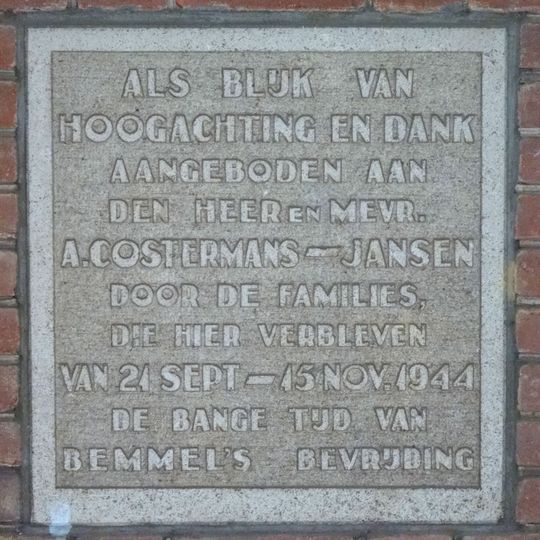 ALS BLIJK VAN
HOOGACHTING EN DANK
AANGEBODEN AAN
DEN HEER EN MEVR.
A. COSTERMANS — JANSEN
DOOR DE FAMILIES,
DIE HIER VERBLEVEN
VAN 21 SEPT — 15 NOV. 1944
DE BANGE TIJD VAN
BEMMEL'S BEVRIJDING